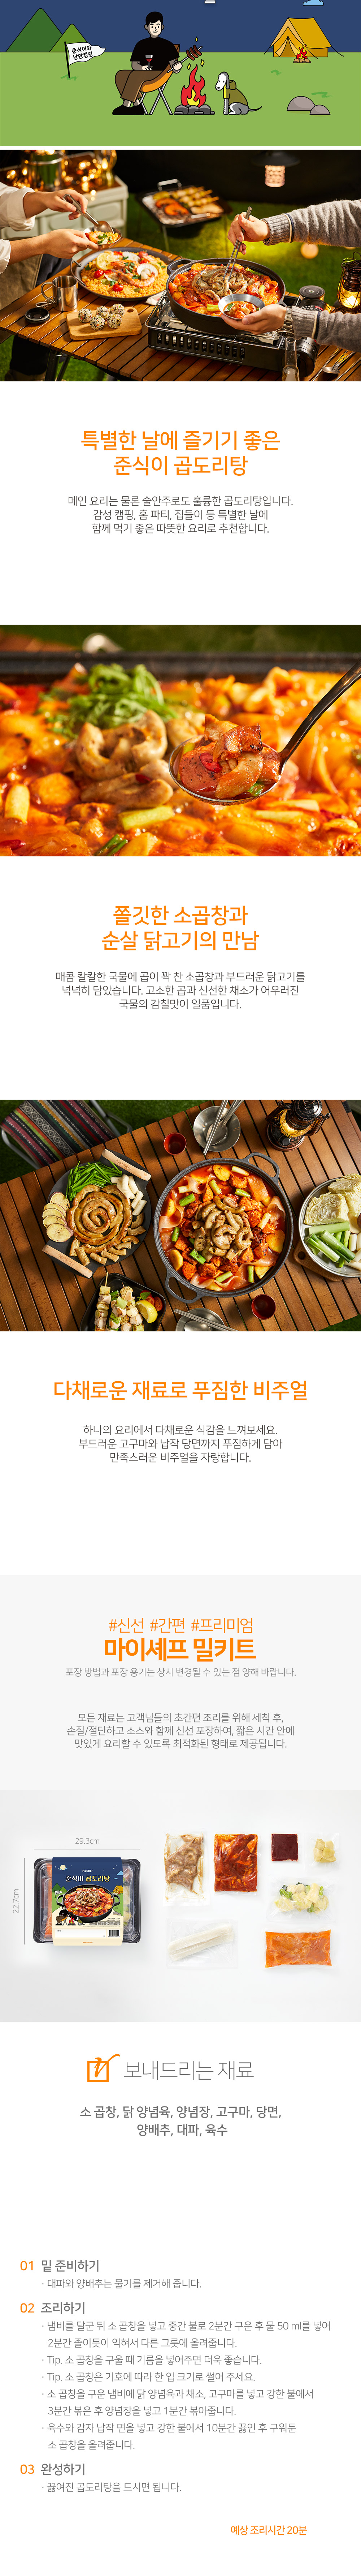 준식이와
낭만캠핑
특별한 날에 즐기기 좋은
준식이 곱도리탕
메인 요리는 물론 술안주로도 훌륭한 곱도리탕입니다.
감성 캠핑, 홈 파티, 집들이 등 특별한 날에
함께 먹기 좋은 따뜻한 요리로 추천합니다.
쫄깃한 소곱창과
순살 닭고기의 만남
매콤 칼칼한 국물에 곱이 꽉 찬 소곱창과 부드러운 닭고기를
넉넉히 담았습니다. 고소한 곱과 신선한 채소가 어우러진
국물의 감칠맛이 일품입니다.
다채로운 재료로 푸짐한 비주얼
하나의 요리에서 다채로운 식감을 느껴보세요.
부드러운 고구마와 납작 당면까지 푸짐하게 담아
만족스러운 비주얼을 자랑합니다.
#신선 #간편 #프리미엄
마이셰프 밀키트
포장 방법과 포장 용기는 상시 변경될 수 있는 점 양해 바랍니다.
모든 재료는 고객님들의 초간편 조리를 위해 세척 후,
손질/절단하고 소스와 함께 신선 포장하여, 짧은 시간 안에
맛있게 요리할 수 있도록 최적화된 형태로 제공됩니다.
29.3cm
22.7cm
준식이 곱도리탕
보내드리는 재료
소 곱창, 닭 양념육, 양념장, 고구마, 당면,
양배추, 대파, 육수
01 밑 준비하기
· 대파와 양배추는 물기를 제거해 줍니다.
02 조리하기
· 냄비를 달군 뒤 소 곱창을 넣고 중간 불로 2분간 구운 후 물 50 ml를 넣어
2분간 졸이듯이 익혀서 다른 그릇에 올려줍니다.
· Tip. 소 곱창을 구울 때 기름을 넣어주면 더욱 좋습니다.
· Tip. 소 곱창은 기호에 따라 한 입 크기로 썰어 주세요.
· 소 곱창을 구운 냄비에 닭 양념육과 채소, 고구마를 넣고 강한 불에서
3분간 볶은 후 양념장을 넣고 1분간 볶아줍니다.
· 육수와 감자 납작 면을 넣고 강한 불에서 10분간 끓인 후 구워둔
소 곱창을 올려줍니다.
03 완성하기
· 끓여진 곱도리탕을 드시면 됩니다.
예상 조리시간 20분